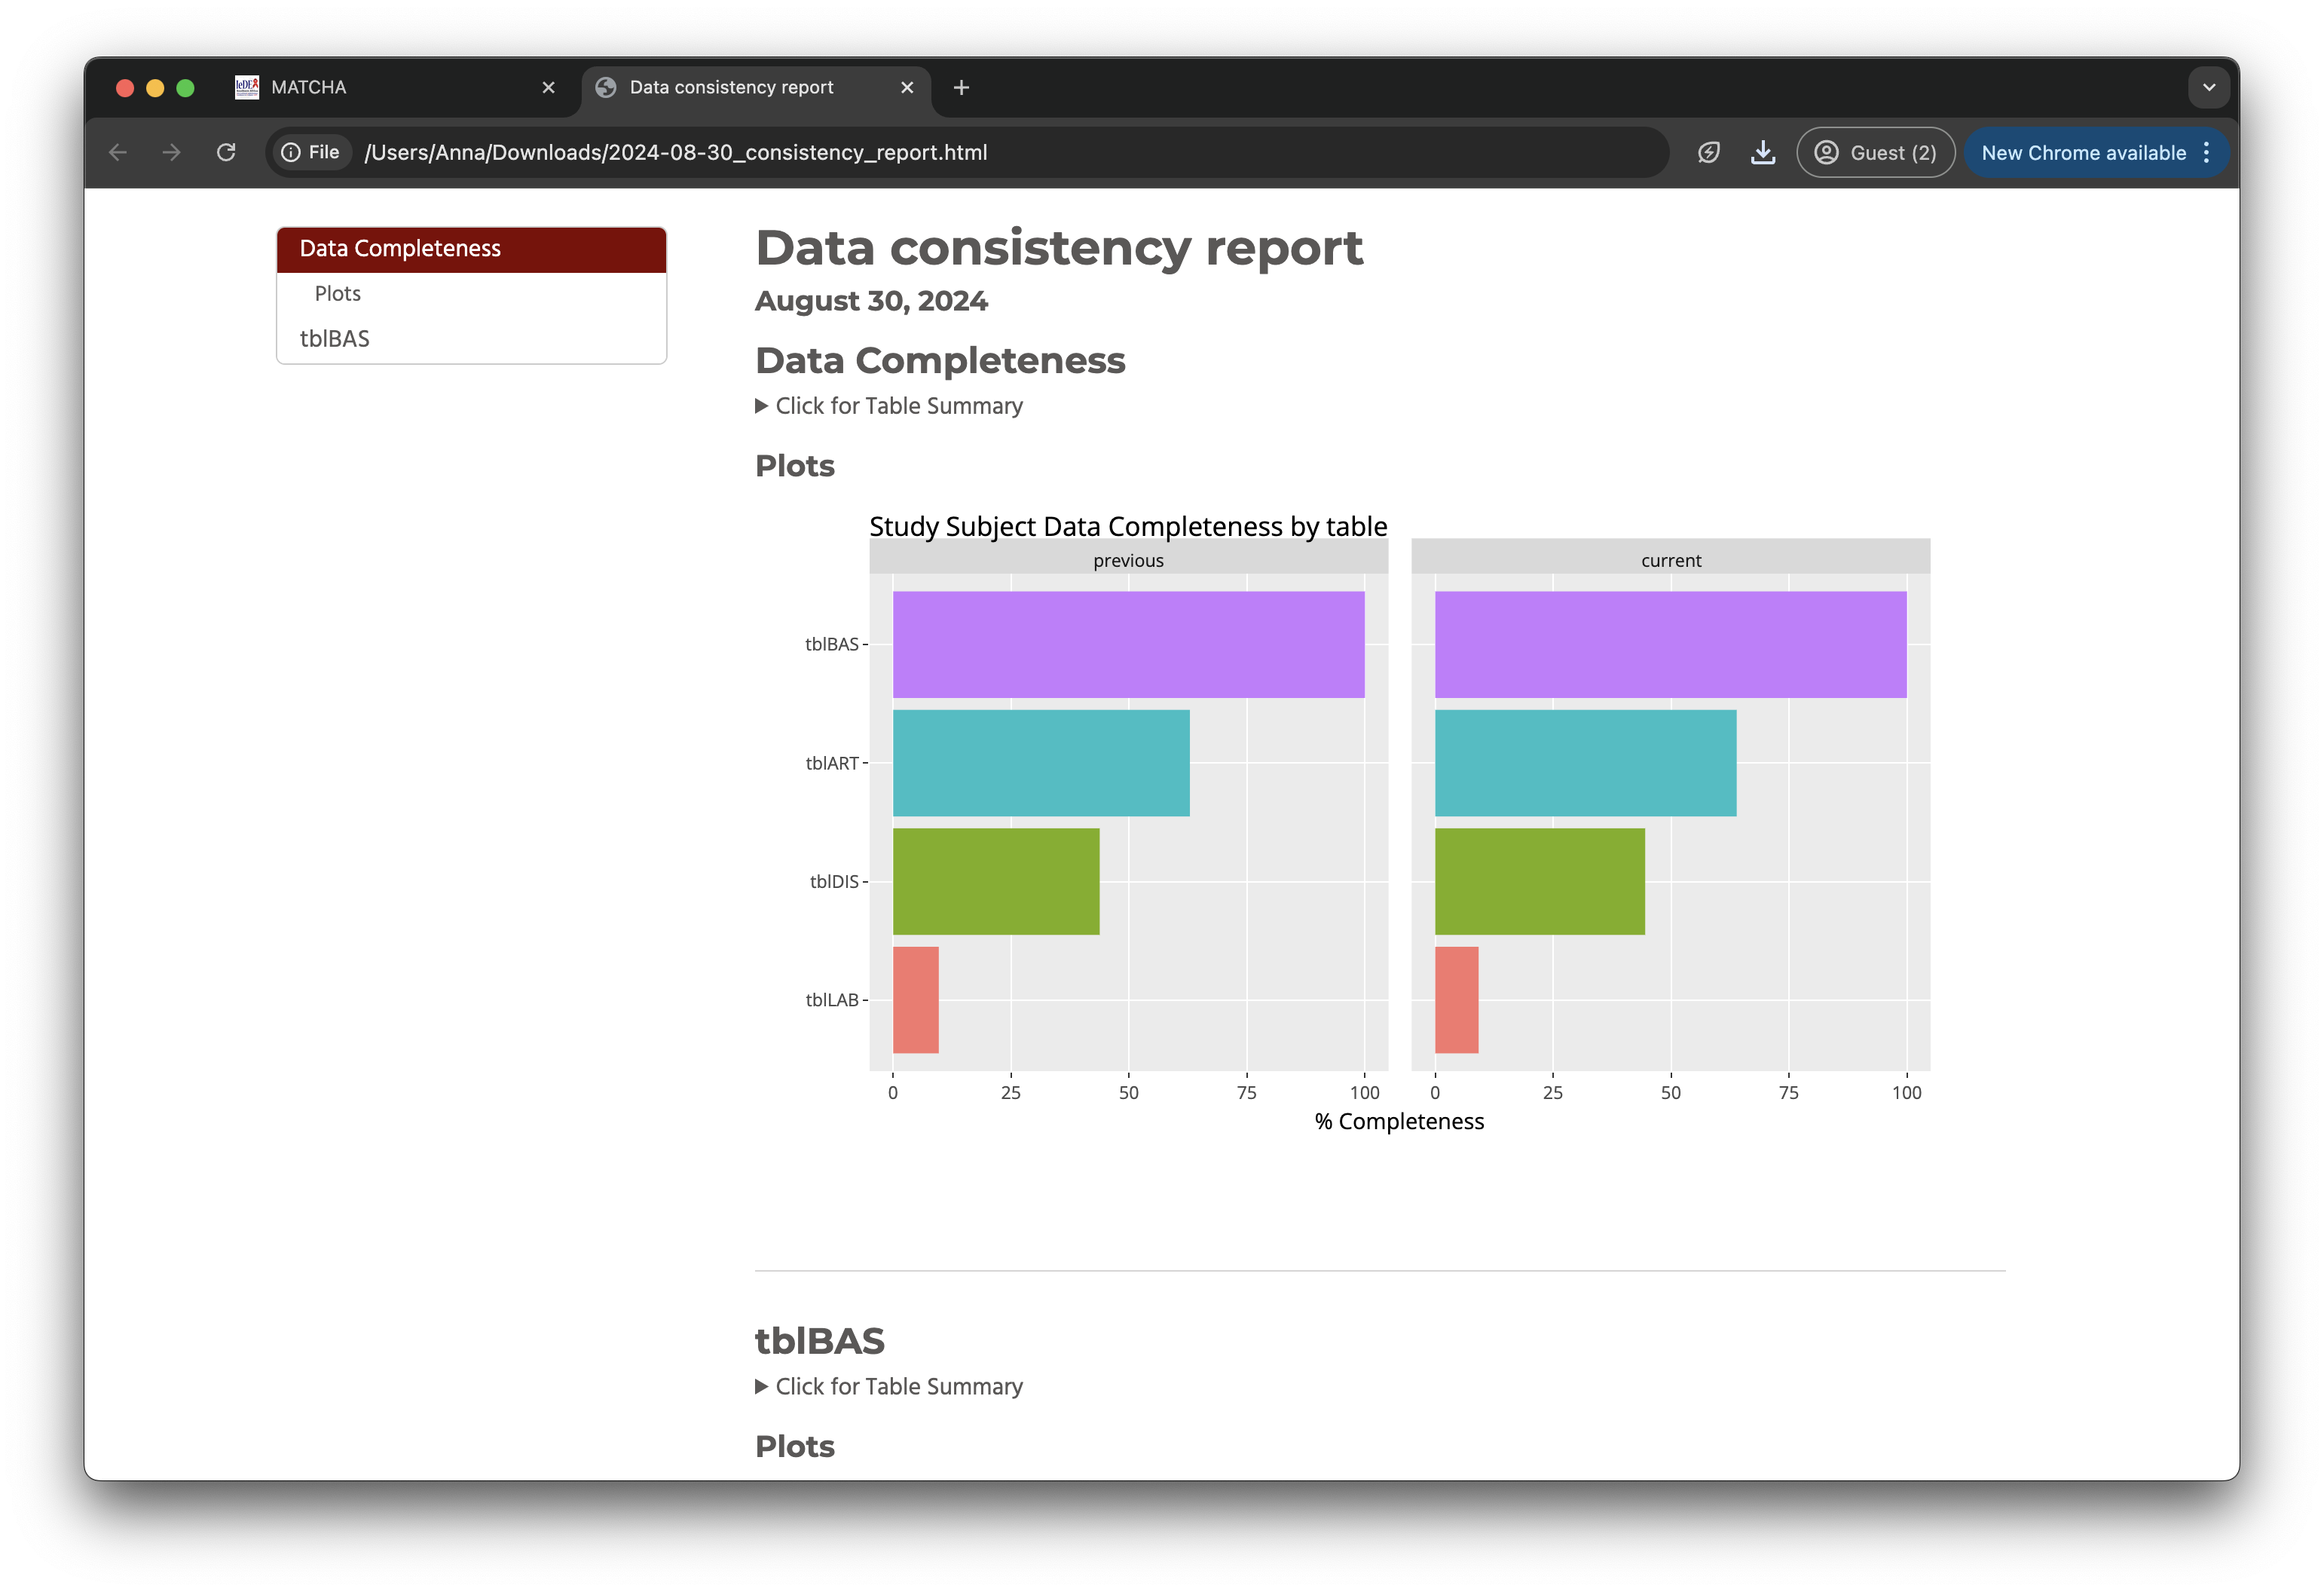 IeDEA
MATCHA
Data consistency report
File
/Users/Anna/Downloads/2024-08-30_consistency_report.html
Guest (2)
New Chrome available
Data Completeness
Plots
tblBAS
Data consistency report
August 30, 2024
Data Completeness
Click for Table Summary
Plots
Study Subject Data Completeness by table
previous
current
tblBAS
tblART
tblDIS
tblLAB
0 25 50 75 100
0 25 50 75 100
% Completeness
tblBAS
Click for Table Summary
Plots